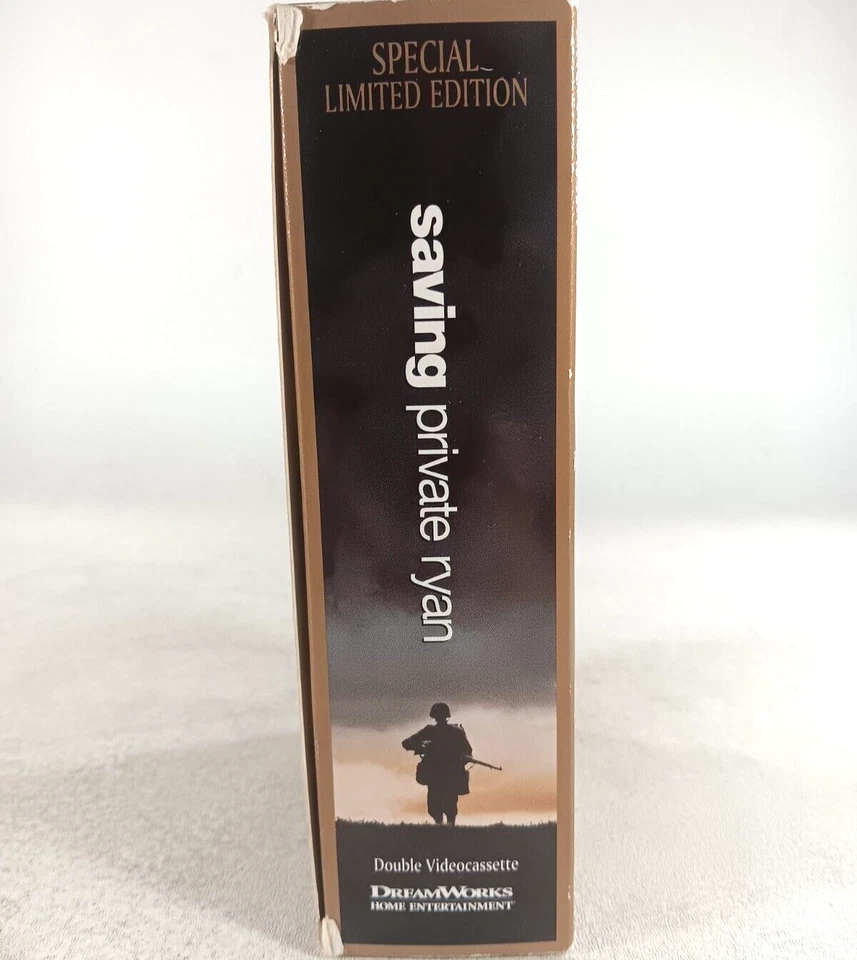 SPECIAL
LIMITED EDITION
saving private ryan
Double Videocassette
DREAMWORKS
HOME ENTERTAINMENT